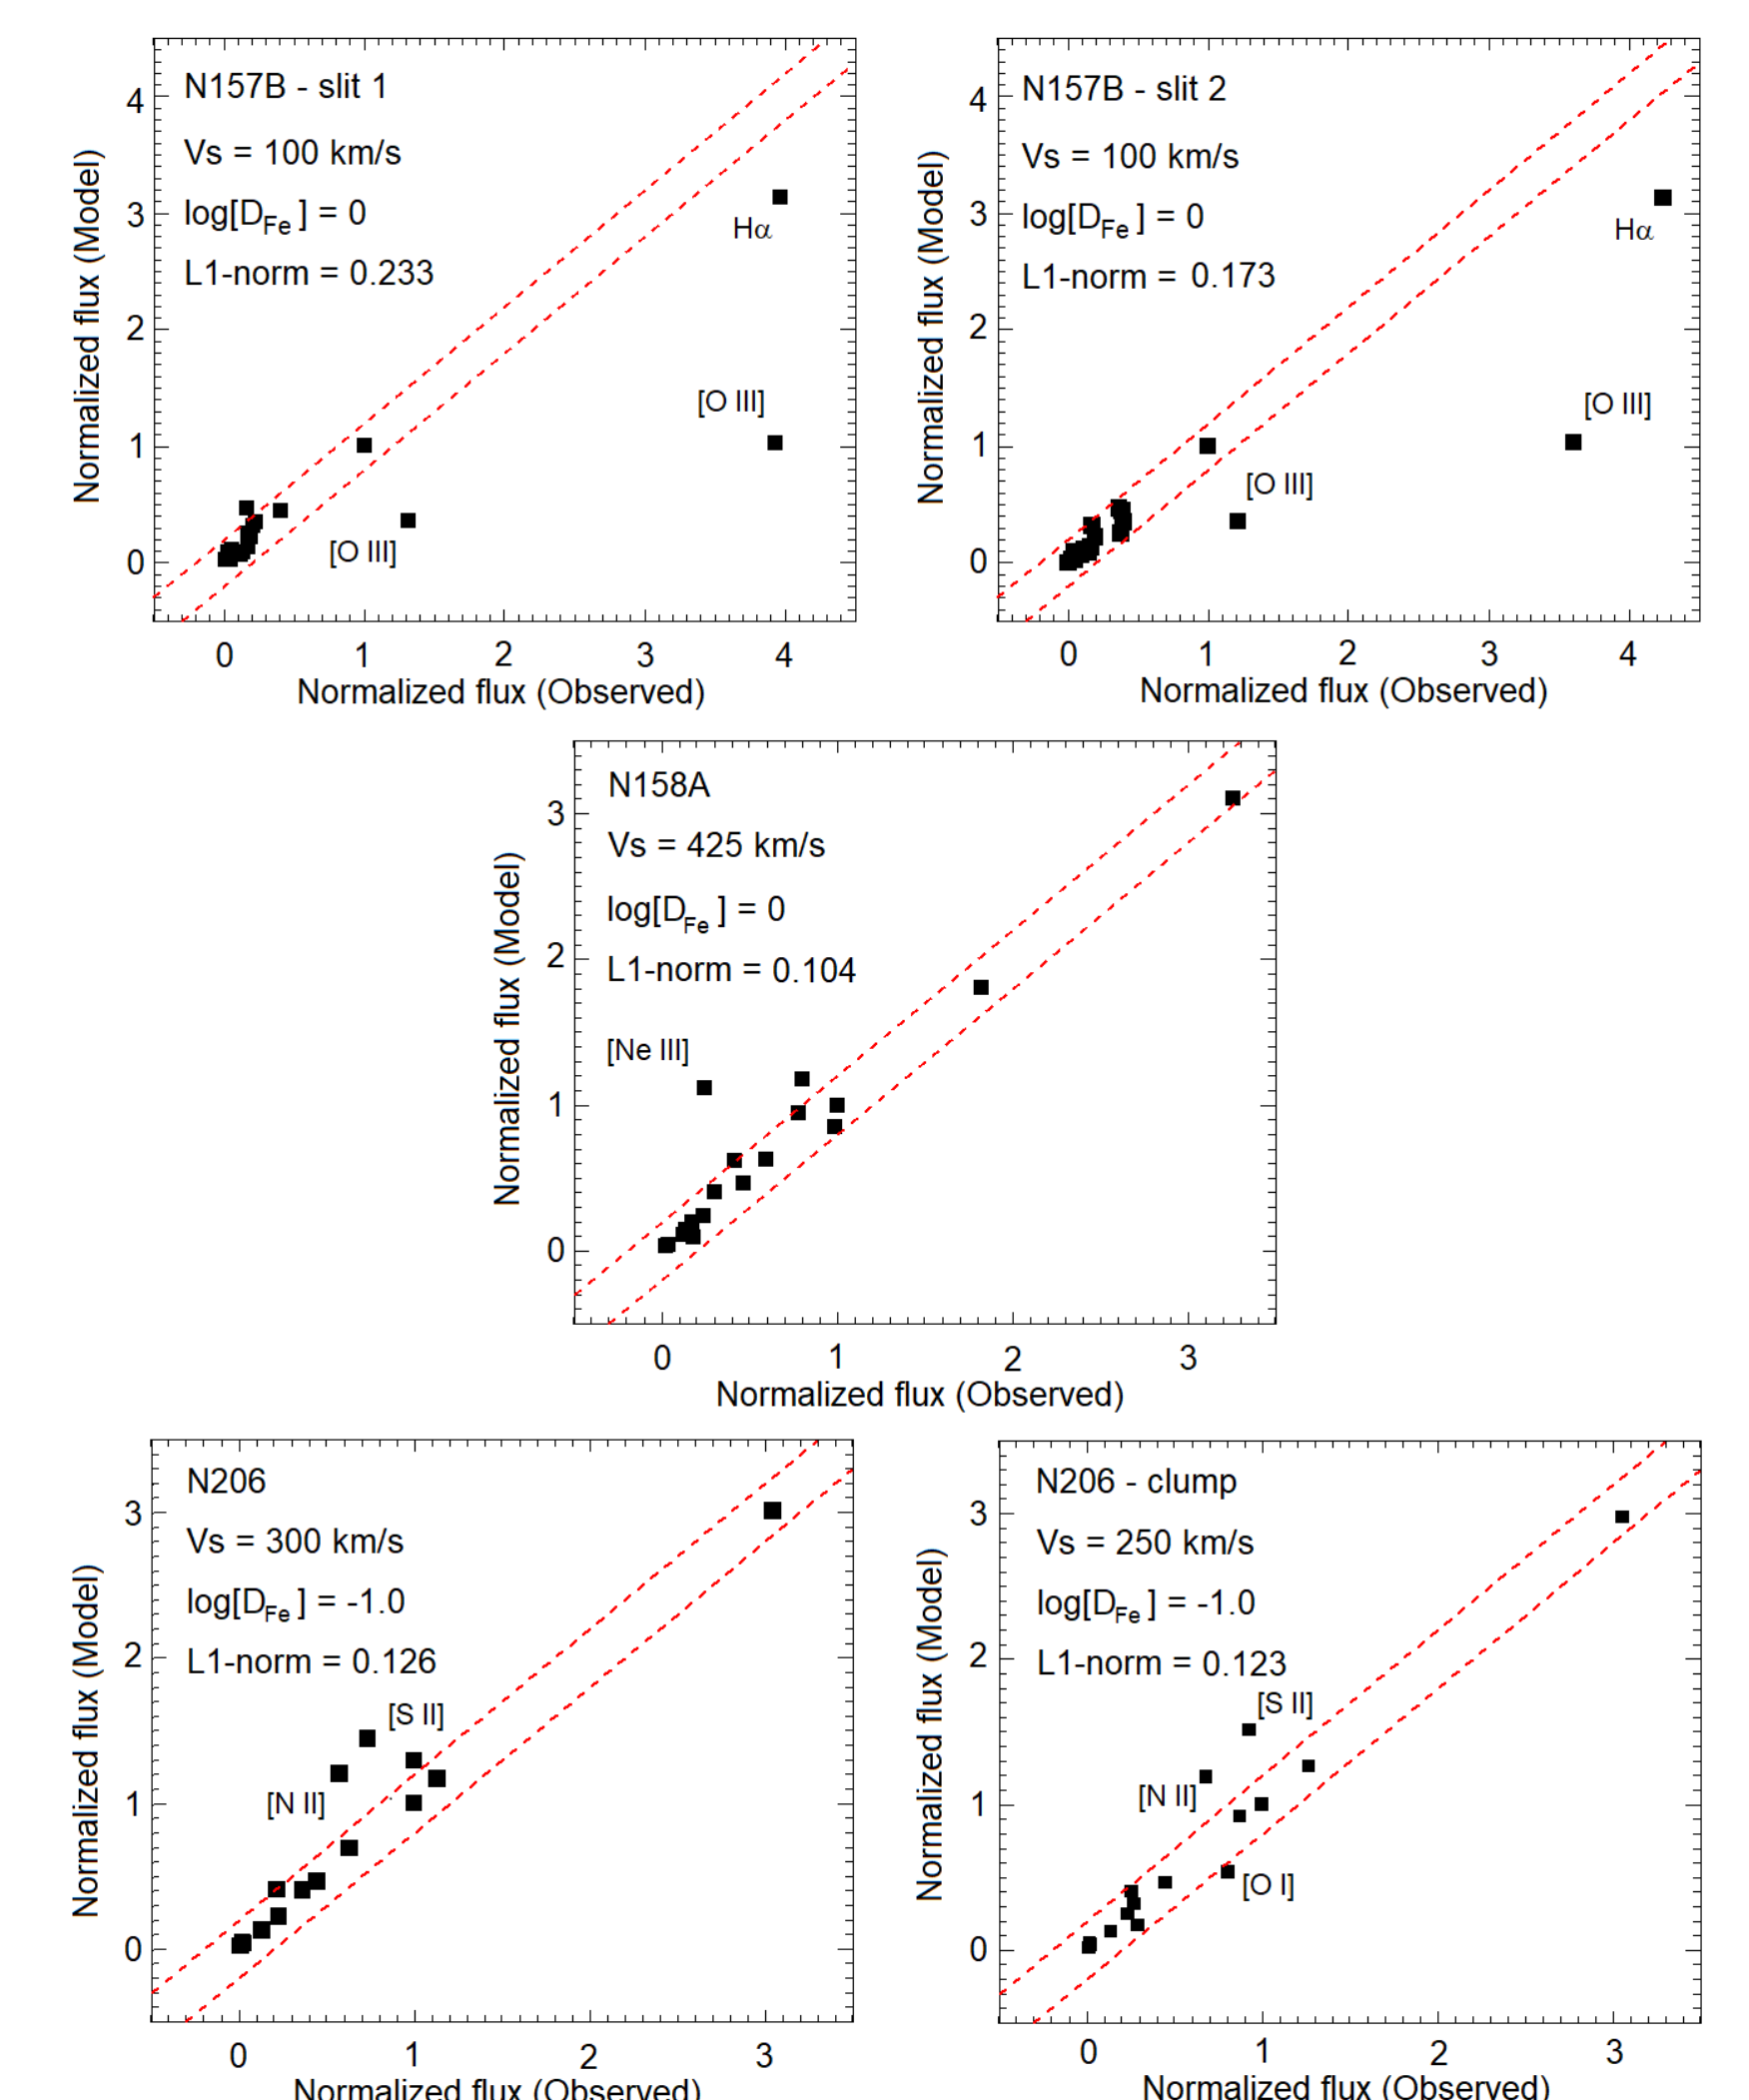 N157B - slit 1
Vs = 100 km/s
log[D_Fe] = 0
L1-norm = 0.233
Hα
[O III]
[O III]
4
3
2
1
0
0 1 2 3 4
Normalized flux (Model)
Normalized flux (Observed)
N157B - slit 2
Vs = 100 km/s
log[D_Fe] = 0
L1-norm = 0.173
Hα
[O III]
[O III]
4
3
2
1
0
0 1 2 3 4
Normalized flux (Model)
Normalized flux (Observed)
N158A
Vs = 425 km/s
log[D_Fe] = 0
L1-norm = 0.104
[Ne III]
3
2
1
0
0 1 2 3
Normalized flux (Model)
Normalized flux (Observed)
N206
Vs = 300 km/s
log[D_Fe] = -1.0
L1-norm = 0.126
[S II]
[N II]
3
2
1
0
0 1 2 3
Normalized flux (Model)
Normalized flux (Observed)
N206 - clump
Vs = 250 km/s
log[D_Fe] = -1.0
L1-norm = 0.123
[S II]
[N II]
[O I]
3
2
1
0
0 1 2 3
Normalized flux (Model)
Normalized flux (Observed)